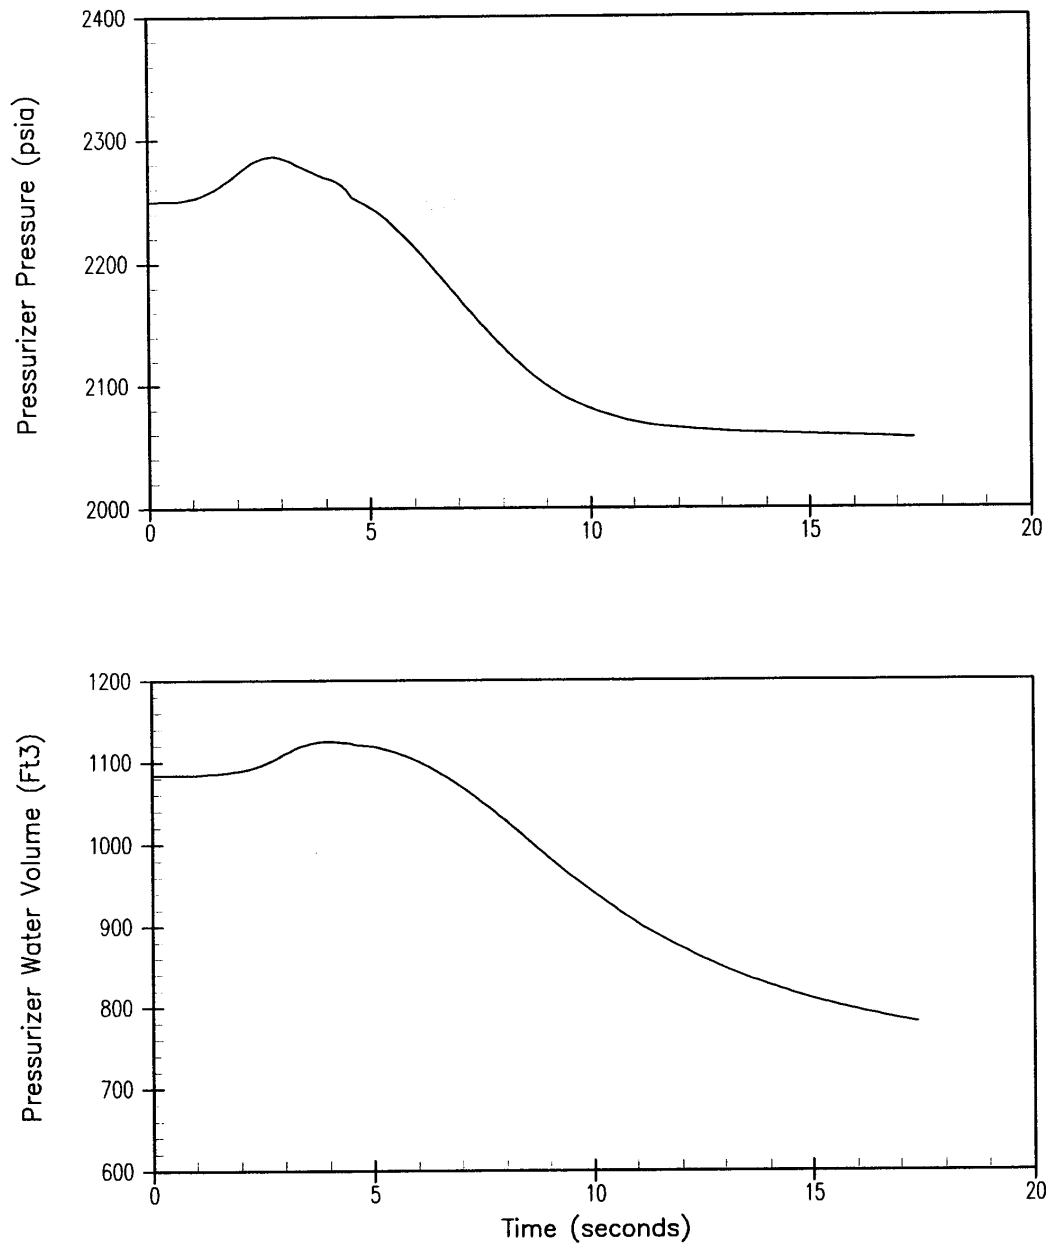 Pressurizer Pressure (psia)
2400
2300
2200
2100
2000
0 5 10 15 20
Pressurizer Water Volume (Ft3)
1200
1100
1000
900
800
700
600
0 5 10 15 20
Time (seconds)